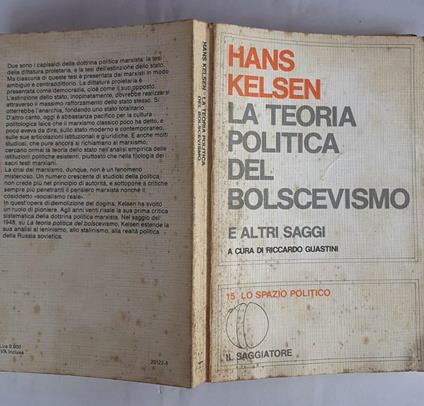 Due sono i capisaldi della dottrina politica marxista: la tesi
della dittatura proletaria, e la tesi dell'estinzione dello stato.
Ma ciascuna di queste tesi è presentata dai marxisti in modo
ambiguo e contraddittorio. La dittatura proletaria è
presentata come democrazia, cioè come il suo opposto.
L'estinzione dello stato, inopinatamente, dovrebbe realizzarsi
attraverso il massimo rafforzamento dello stato stesso. Si
otterrebbe l'anarchia, fondando uno stato totalitario.
D'altro canto, oggi è abbastanza pacifico per la cultura
politologica laica che il marxismo classico poco ha detto, e
poco aveva da dire, sullo stato moderno e contemporaneo,
sulle sue articolazioni istituzionali e giuridiche. E anche molti
studiosi, che pure ancora si richiamano al marxismo,
cercano ormai la teoria dello stato nell'analisi empirica delle
istituzioni politiche esistenti, piuttosto che nella filologia dei
sacri testi marxiani.
La crisi del marxismo, dunque, non è un fenomeno
misterioso. Un numero crescente di studiosi della politica
non crede più nel principio di autorità, e sottopone a critiche
sempre più penetranti il pensiero marxista nonché il
cosiddetto «socialismo reale».
In quest'opera di demolizione del dogma, Kelsen ha svolto
un ruolo di pioniere. Agli anni venti risale la sua prima critica
sistematica della dottrina politica marxista. Nel saggio del
1948, su La teoria politica del bolscevismo, Kelsen estende la
sua analisi al leninismo, allo stalinismo, alla realtà politica
della Russia sovietica.
Lire 9.000
IVA inclusa
20122-8
HANS KELSEN: LA TEORIA POLITICA
DEL BOLSCEVISMO
HANS
KELSEN
LA TEORIA
POLITICA
DEL
BOLSCEVISMO
E ALTRI SAGGI
A CURA DI RICCARDO GUASTINI
15 LO SPAZIO POLITICO
IL SAGGIATORE